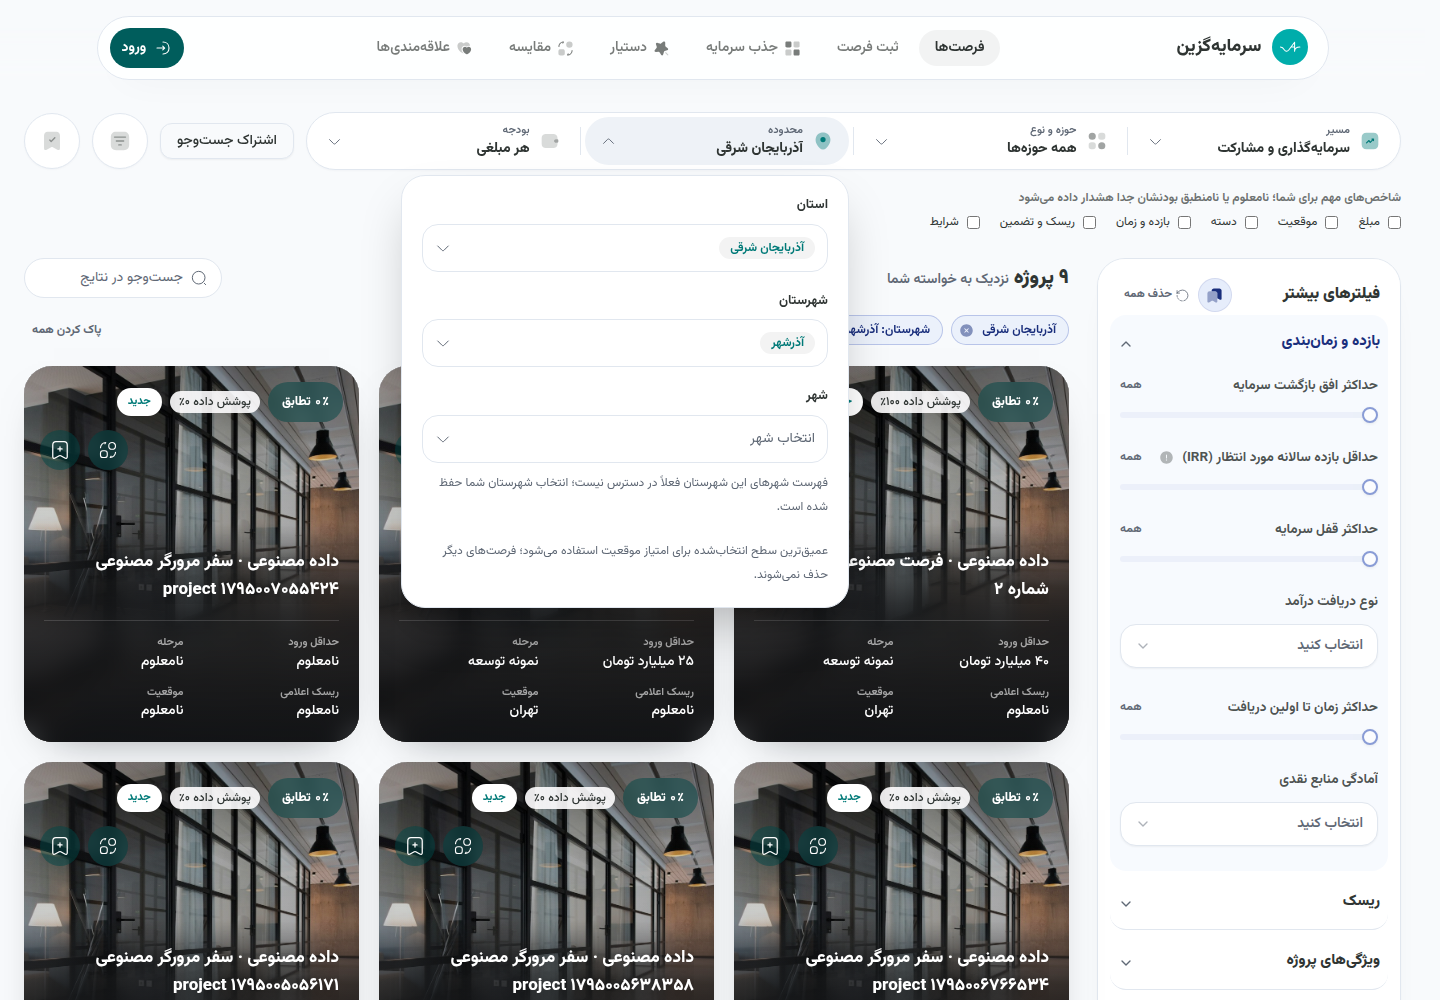 سرمایه‌گزین
فرصت‌ها
ثبت فرصت
جذب سرمایه
دستیار
مقایسه
علاقه‌مندی‌ها
ورود
مسیر
سرمایه‌گذاری و مشارکت
حوزه و نوع
همه حوزه‌ها
محدوده
آذربایجان شرقی
بودجه
هر مبلغی
اشتراک جست‌وجو
شاخص‌های مهم برای شما؛ نامعلوم یا نامنطبق بودنشان جدا هشدار داده می‌شود
مبلغ
موقعیت
دسته
بازده و زمان
ریسک و تضمین
شرایط
استان
آذربایجان شرقی
شهرستان
آذرشهر
شهر
انتخاب شهر
فهرست شهرهای این شهرستان فعلاً در دسترس نیست؛ انتخاب شهرستان شما حفظ
شده است.
عمیق‌ترین سطح انتخاب‌شده برای امتیاز موقعیت استفاده می‌شود؛ فرصت‌های دیگر
حذف نمی‌شوند.
فیلترهای بیشتر
حذف همه
بازده و زمان‌بندی
حداکثر افق بازگشت سرمایه
همه
حداقل بازده سالانه مورد انتظار (IRR)
همه
حداکثر قفل سرمایه
همه
نوع دریافت درآمد
انتخاب کنید
حداکثر زمان تا اولین دریافت
همه
آمادگی منابع نقدی
انتخاب کنید
ریسک
ویژگی‌های پروژه
۹ پروژه نزدیک به خواسته شما
جست‌وجو در نتایج
آذربایجان شرقی
شهرستان: آذرشهر
پاک کردن همه
۰٪ تطابق
پوشش داده ۱۰۰٪
داده مصنوعی · فرصت مصنوعی
شماره ۲
حداقل ورود
۴۰ میلیارد تومان
مرحله
نمونه توسعه
ریسک اعلامی
نامعلوم
موقعیت
تهران
حداقل ورود
۲۵ میلیارد تومان
مرحله
نمونه توسعه
ریسک اعلامی
نامعلوم
موقعیت
تهران
۰٪ تطابق
پوشش داده ۰٪
جدید
داده مصنوعی · سفر مرورگر مصنوعی
project ۱۷۹۵۰۰۷۰۵۵۴۲۴
حداقل ورود
نامعلوم
مرحله
نامعلوم
ریسک اعلامی
نامعلوم
موقعیت
نامعلوم
۰٪ تطابق
پوشش داده ۰٪
جدید
داده مصنوعی · سفر مرورگر مصنوعی
project ۱۷۹۵۰۰۶۷۶۶۵۳۴
۰٪ تطابق
پوشش داده ۰٪
جدید
داده مصنوعی · سفر مرورگر مصنوعی
project ۱۷۹۵۰۰۵۶۳۸۳۵۸
۰٪ تطابق
پوشش داده ۰٪
جدید
داده مصنوعی · سفر مرورگر مصنوعی
project ۱۷۹۵۰۰۵۰۵۶۱۷۱